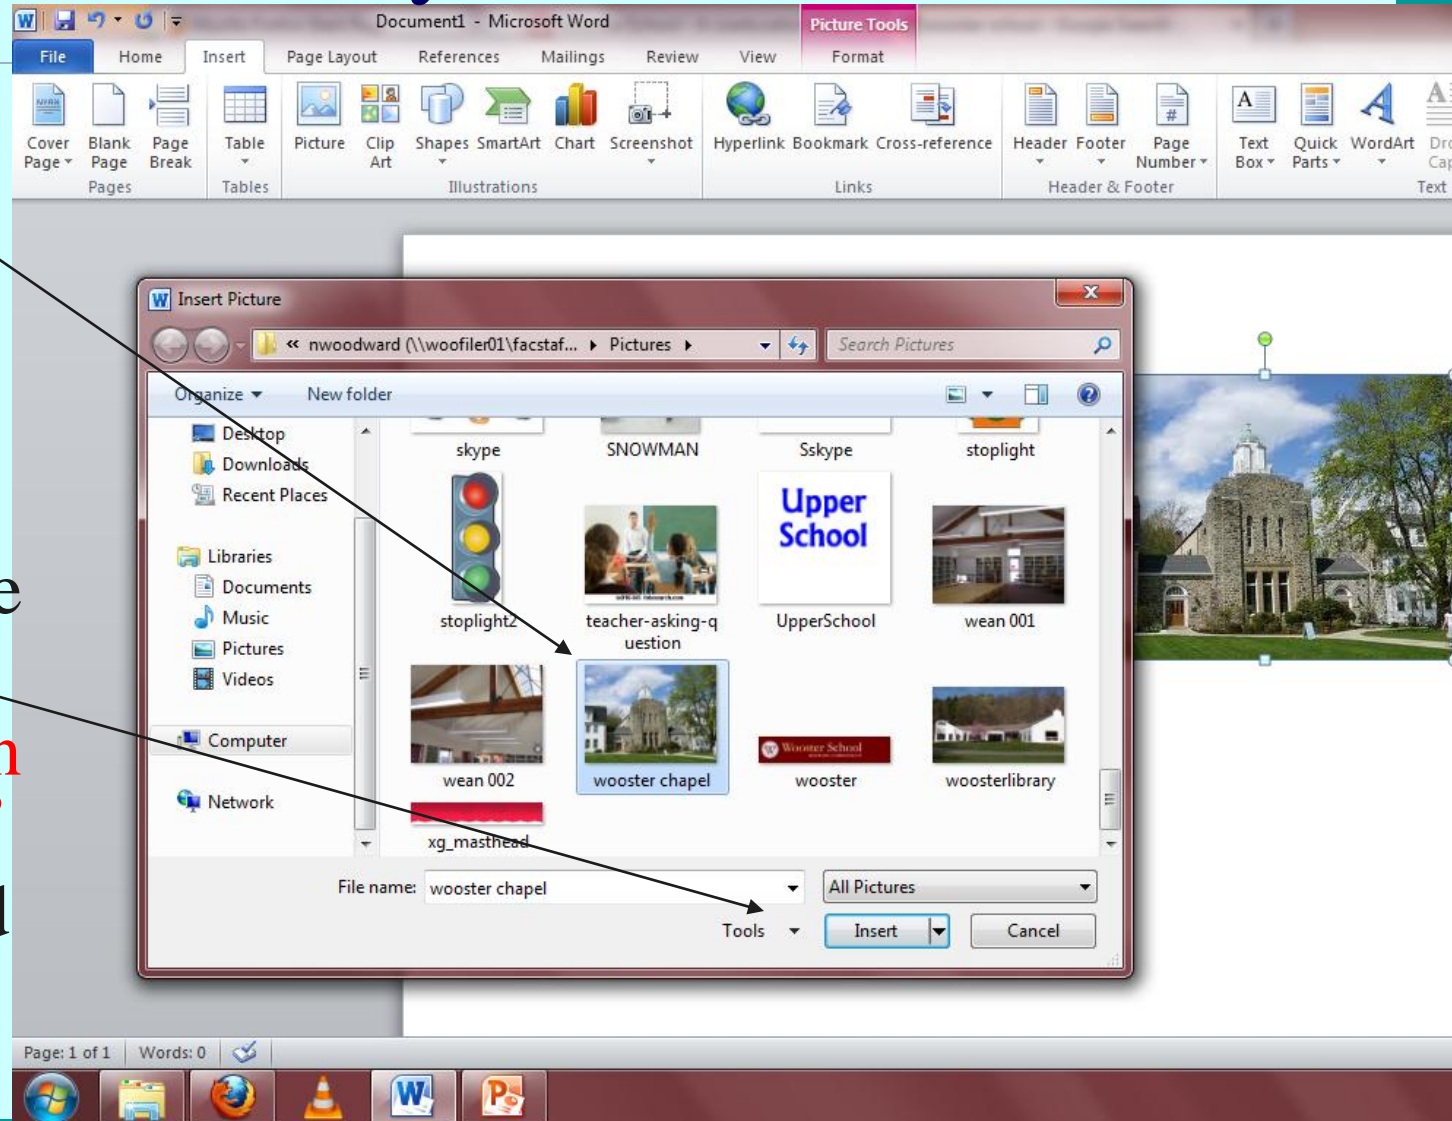 Document1 - Microsoft Word
Picture Tools
File Home Insert Page Layout References Mailings Review View Format
Cover Page Blank Page Page Break Table Picture Clip Art Shapes SmartArt Chart Screenshot Hyperlink Bookmark Cross-reference Header Footer Page Number Text Box Quick Parts WordArt
Pages Tables Illustrations Links Header & Footer Text
Insert Picture
« nwoodward (\\woofiler01\facstaf... Pictures
Search Pictures
Organize New folder
Desktop
Downloads
Recent Places
Libraries
Documents
Music
Pictures
Videos
Computer
Network
skype SNOWMAN Sskype stoplight
Upper
School
stoplight2 teacher-asking-q
uestion UpperSchool wean 001
Wooster School
wean 002 wooster chapel wooster woosterlibrary
xg_masthead
File name: wooster chapel All Pictures
Tools Insert Cancel
Page: 1 of 1 Words: 0